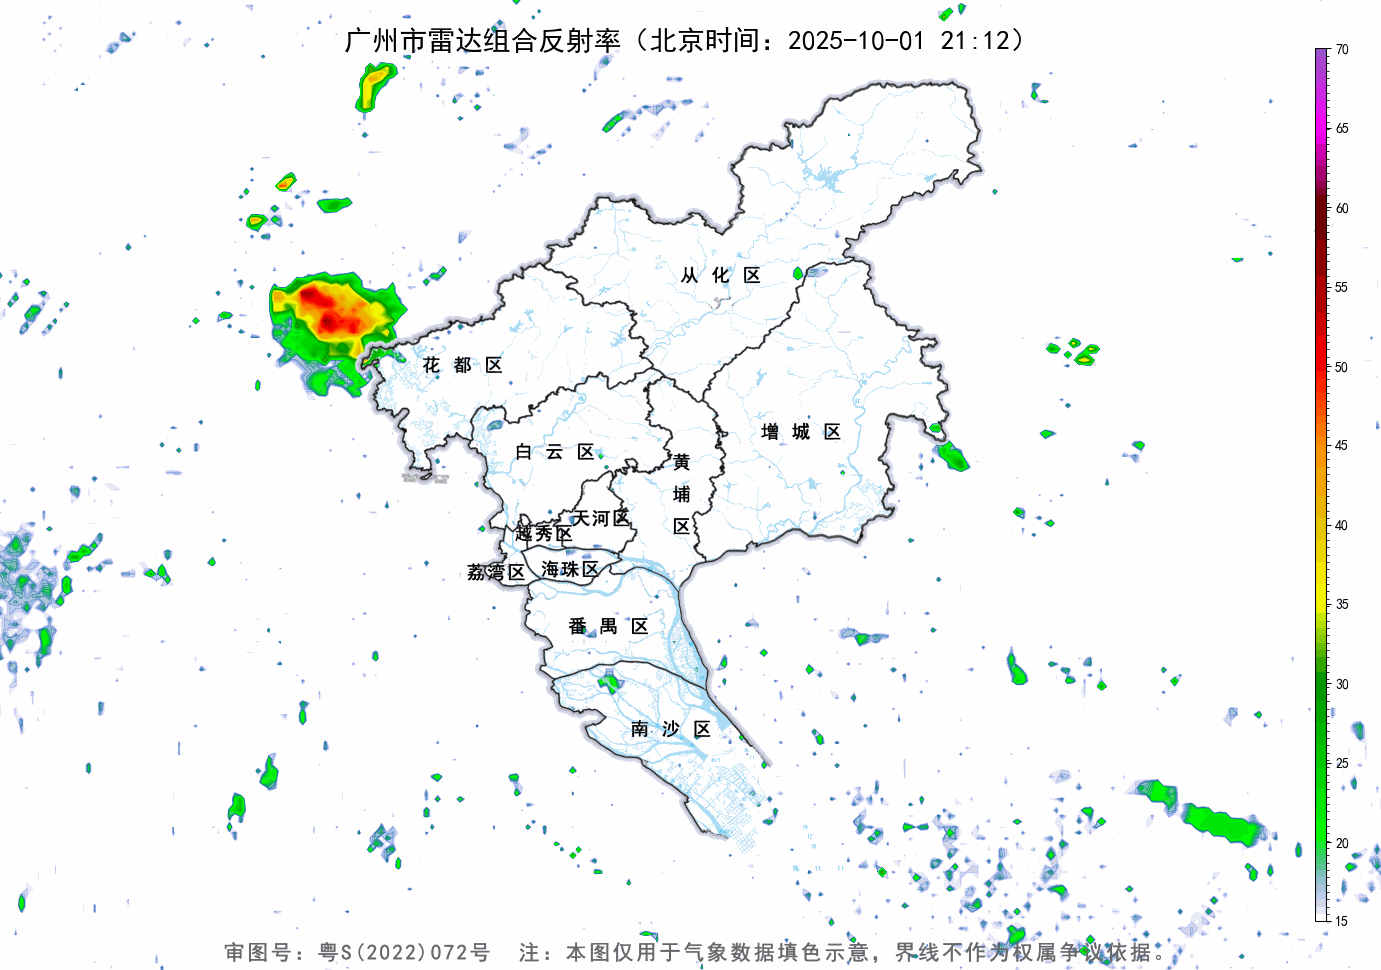 广州市雷达组合反射率（北京时间：2025-10-01 21:12）
70
65
60
55
50
45
40
35
30
25
20
15
从化区
花都区
增城区
白云区
黄埔区
天河区
越秀区
荔湾区
海珠区
番禺区
南沙区
审图号：粤S(2022)072号 注：本图仅用于气象数据填色示意，界线不作为权属争议依据。